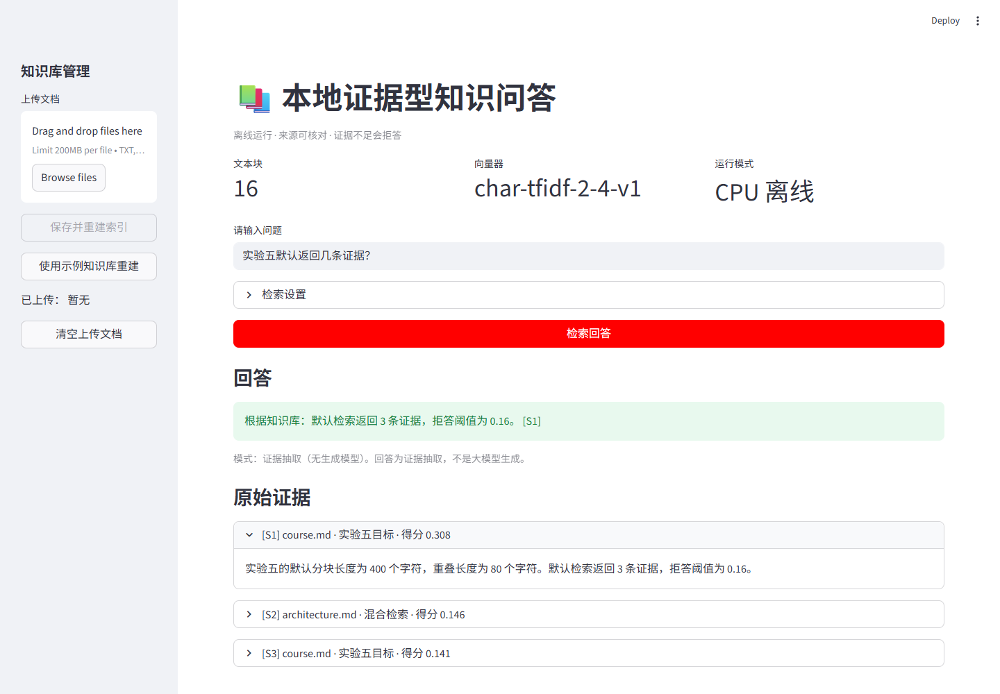 Deploy
知识库管理
上传文档
Drag and drop files here
Limit 200MB per file • TXT,…
Browse files
保存并重建索引
使用示例知识库重建
已上传： 暂无
清空上传文档
本地证据型知识问答
离线运行 · 来源可核对 · 证据不足会拒答
文本块
16
向量器
char-tfidf-2-4-v1
运行模式
CPU 离线
请输入问题
实验五默认返回几条证据？
检索设置
检索回答
回答
根据知识库：默认检索返回 3 条证据，拒答阈值为 0.16。 [S1]
模式：证据抽取（无生成模型）。回答为证据抽取，不是大模型生成。
原始证据
[S1] course.md · 实验五目标 · 得分 0.308
实验五的默认分块长度为 400 个字符，重叠长度为 80 个字符。默认检索返回 3 条证据，拒答阈值为 0.16。
[S2] architecture.md · 混合检索 · 得分 0.146
[S3] course.md · 实验五目标 · 得分 0.141